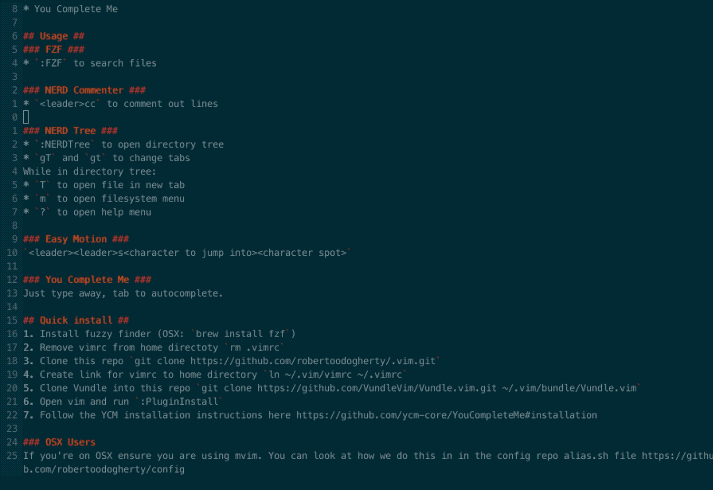 8 * You Complete Me
7
6 ## Usage ##
5 ### FZF ###
4 * `:FZF` to search files
3
2 ### NERD Commenter ###
1 * `<leader>cc` to comment out lines
0
1 ### NERD Tree ###
2 * `:NERDTree` to open directory tree
3 * `gT` and `gt` to change tabs
4 While in directory tree:
5 * `T` to open file in new tab
6 * `m` to open filesystem menu
7 * `?` to open help menu
8
9 ### Easy Motion ###
10 `<leader><leader>s<character to jump into><character spot>`
11
12 ### You Complete Me ###
13 Just type away, tab to autocomplete.
14
15 ## Quick install ##
16 1. Install fuzzy finder (OSX: `brew install fzf`)
17 2. Remove vimrc from home directoty `rm .vimrc`
18 3. Clone this repo `git clone https://github.com/robertoodogherty/.vim.git`
19 4. Create link for vimrc to home directory `ln ~/.vim/vimrc ~/.vimrc`
20 5. Clone Vundle into this repo `git clone https://github.com/VundleVim/Vundle.vim.git ~/.vim/bundle/Vundle.vim`
21 6. Open vim and run `:PluginInstall`
22 7. Follow the YCM installation instructions here https://github.com/ycm-core/YouCompleteMe#installation
23
24 ### OSX Users
25 If you're on OSX ensure you are using mvim. You can look at how we do this in in the config repo alias.sh file https://githu
b.com/robertoodogherty/config